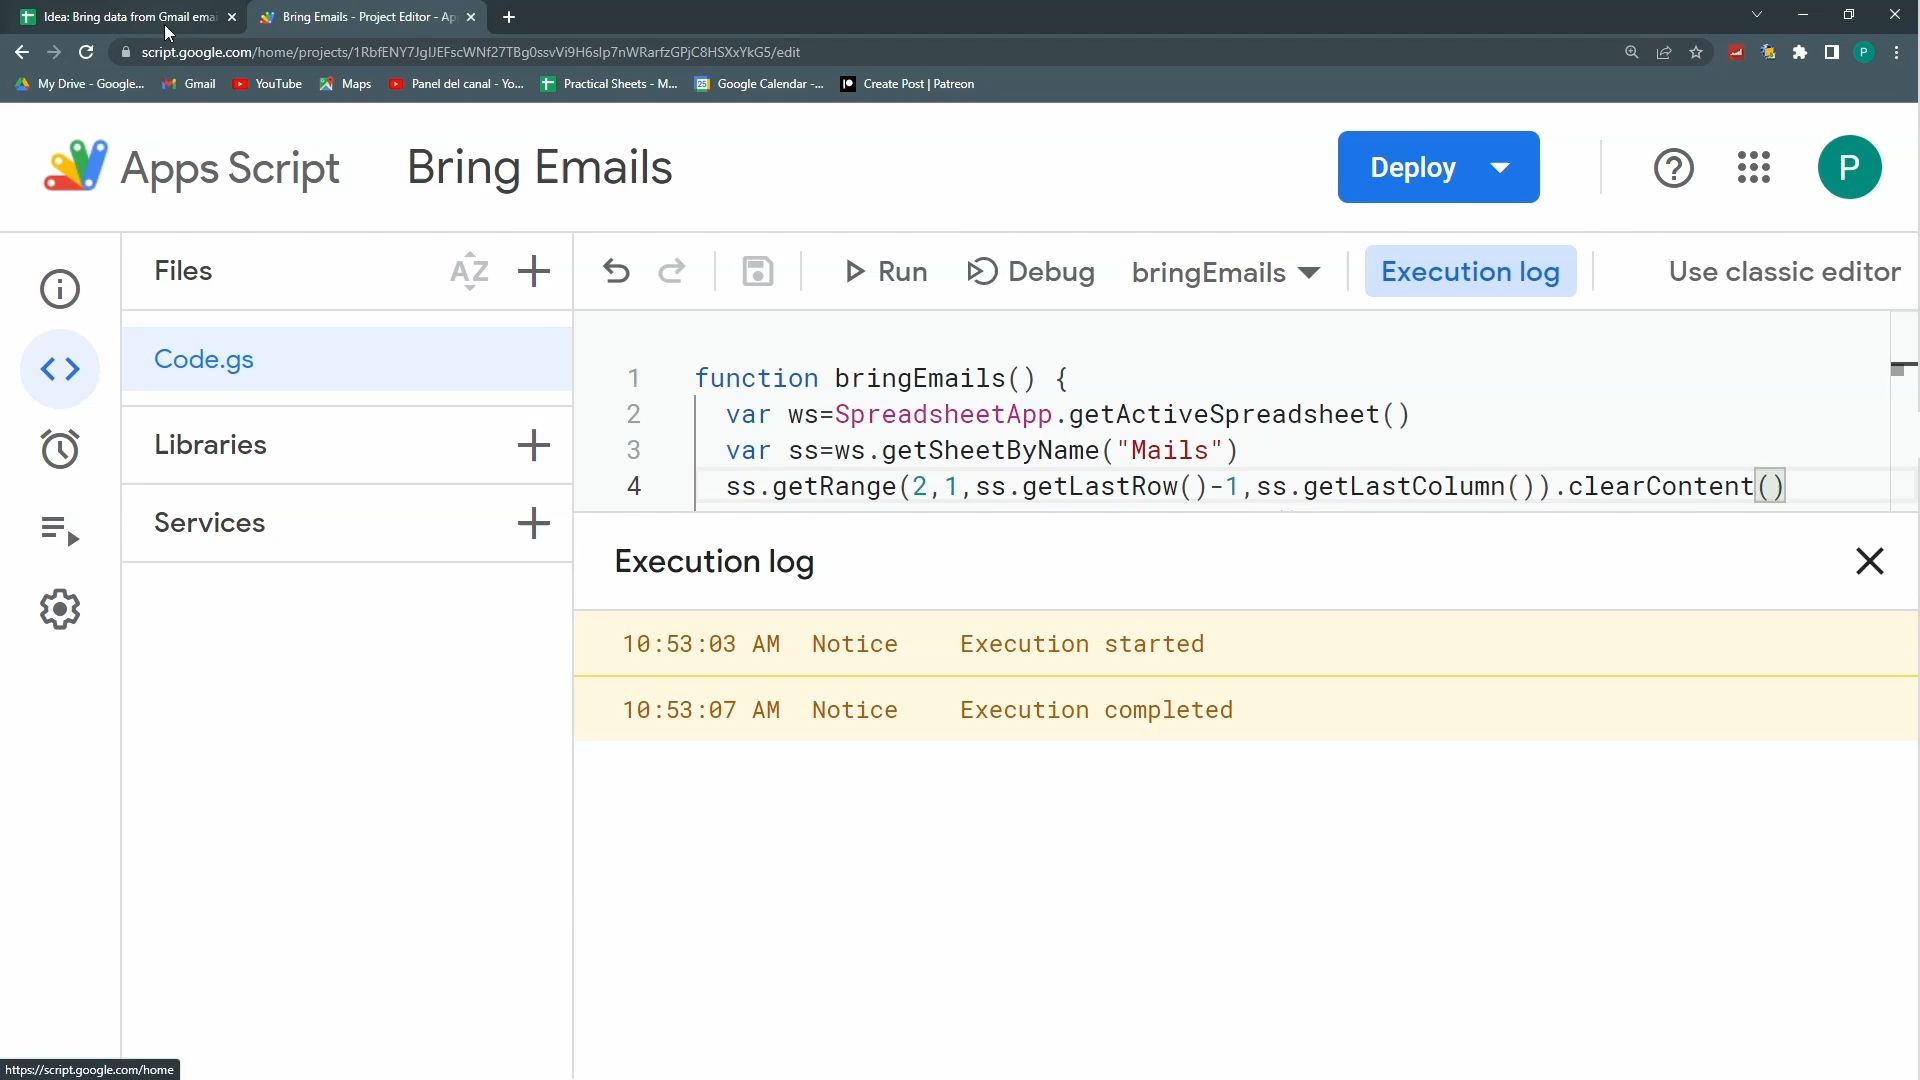 Idea: Bring data from Gmail emai
Bring Emails - Project Editor - Ap
script.google.com/home/projects/1RbfENY7JgIJEFscWNf27TBg0ssvVi9H6slp7nWRarfzGPjC8HSXxYkG5/edit
P
My Drive - Google...
Gmail
YouTube
Maps
Panel del canal - Yo...
Practical Sheets - M...
Google Calendar -...
Create Post | Patreon
Apps Script
Bring Emails
Deploy
P
Files
AZ
Run
Debug
bringEmails
Execution log
Use classic editor
Code.gs
Libraries
Services
1 function bringEmails() {
2 var ws=SpreadsheetApp.getActiveSpreadsheet()
3 var ss=ws.getSheetByName("Mails")
4 ss.getRange(2,1,ss.getLastRow()-1,ss.getLastColumn()).clearContent()
Execution log
10:53:03 AM Notice Execution started
10:53:07 AM Notice Execution completed
https://script.google.com/home